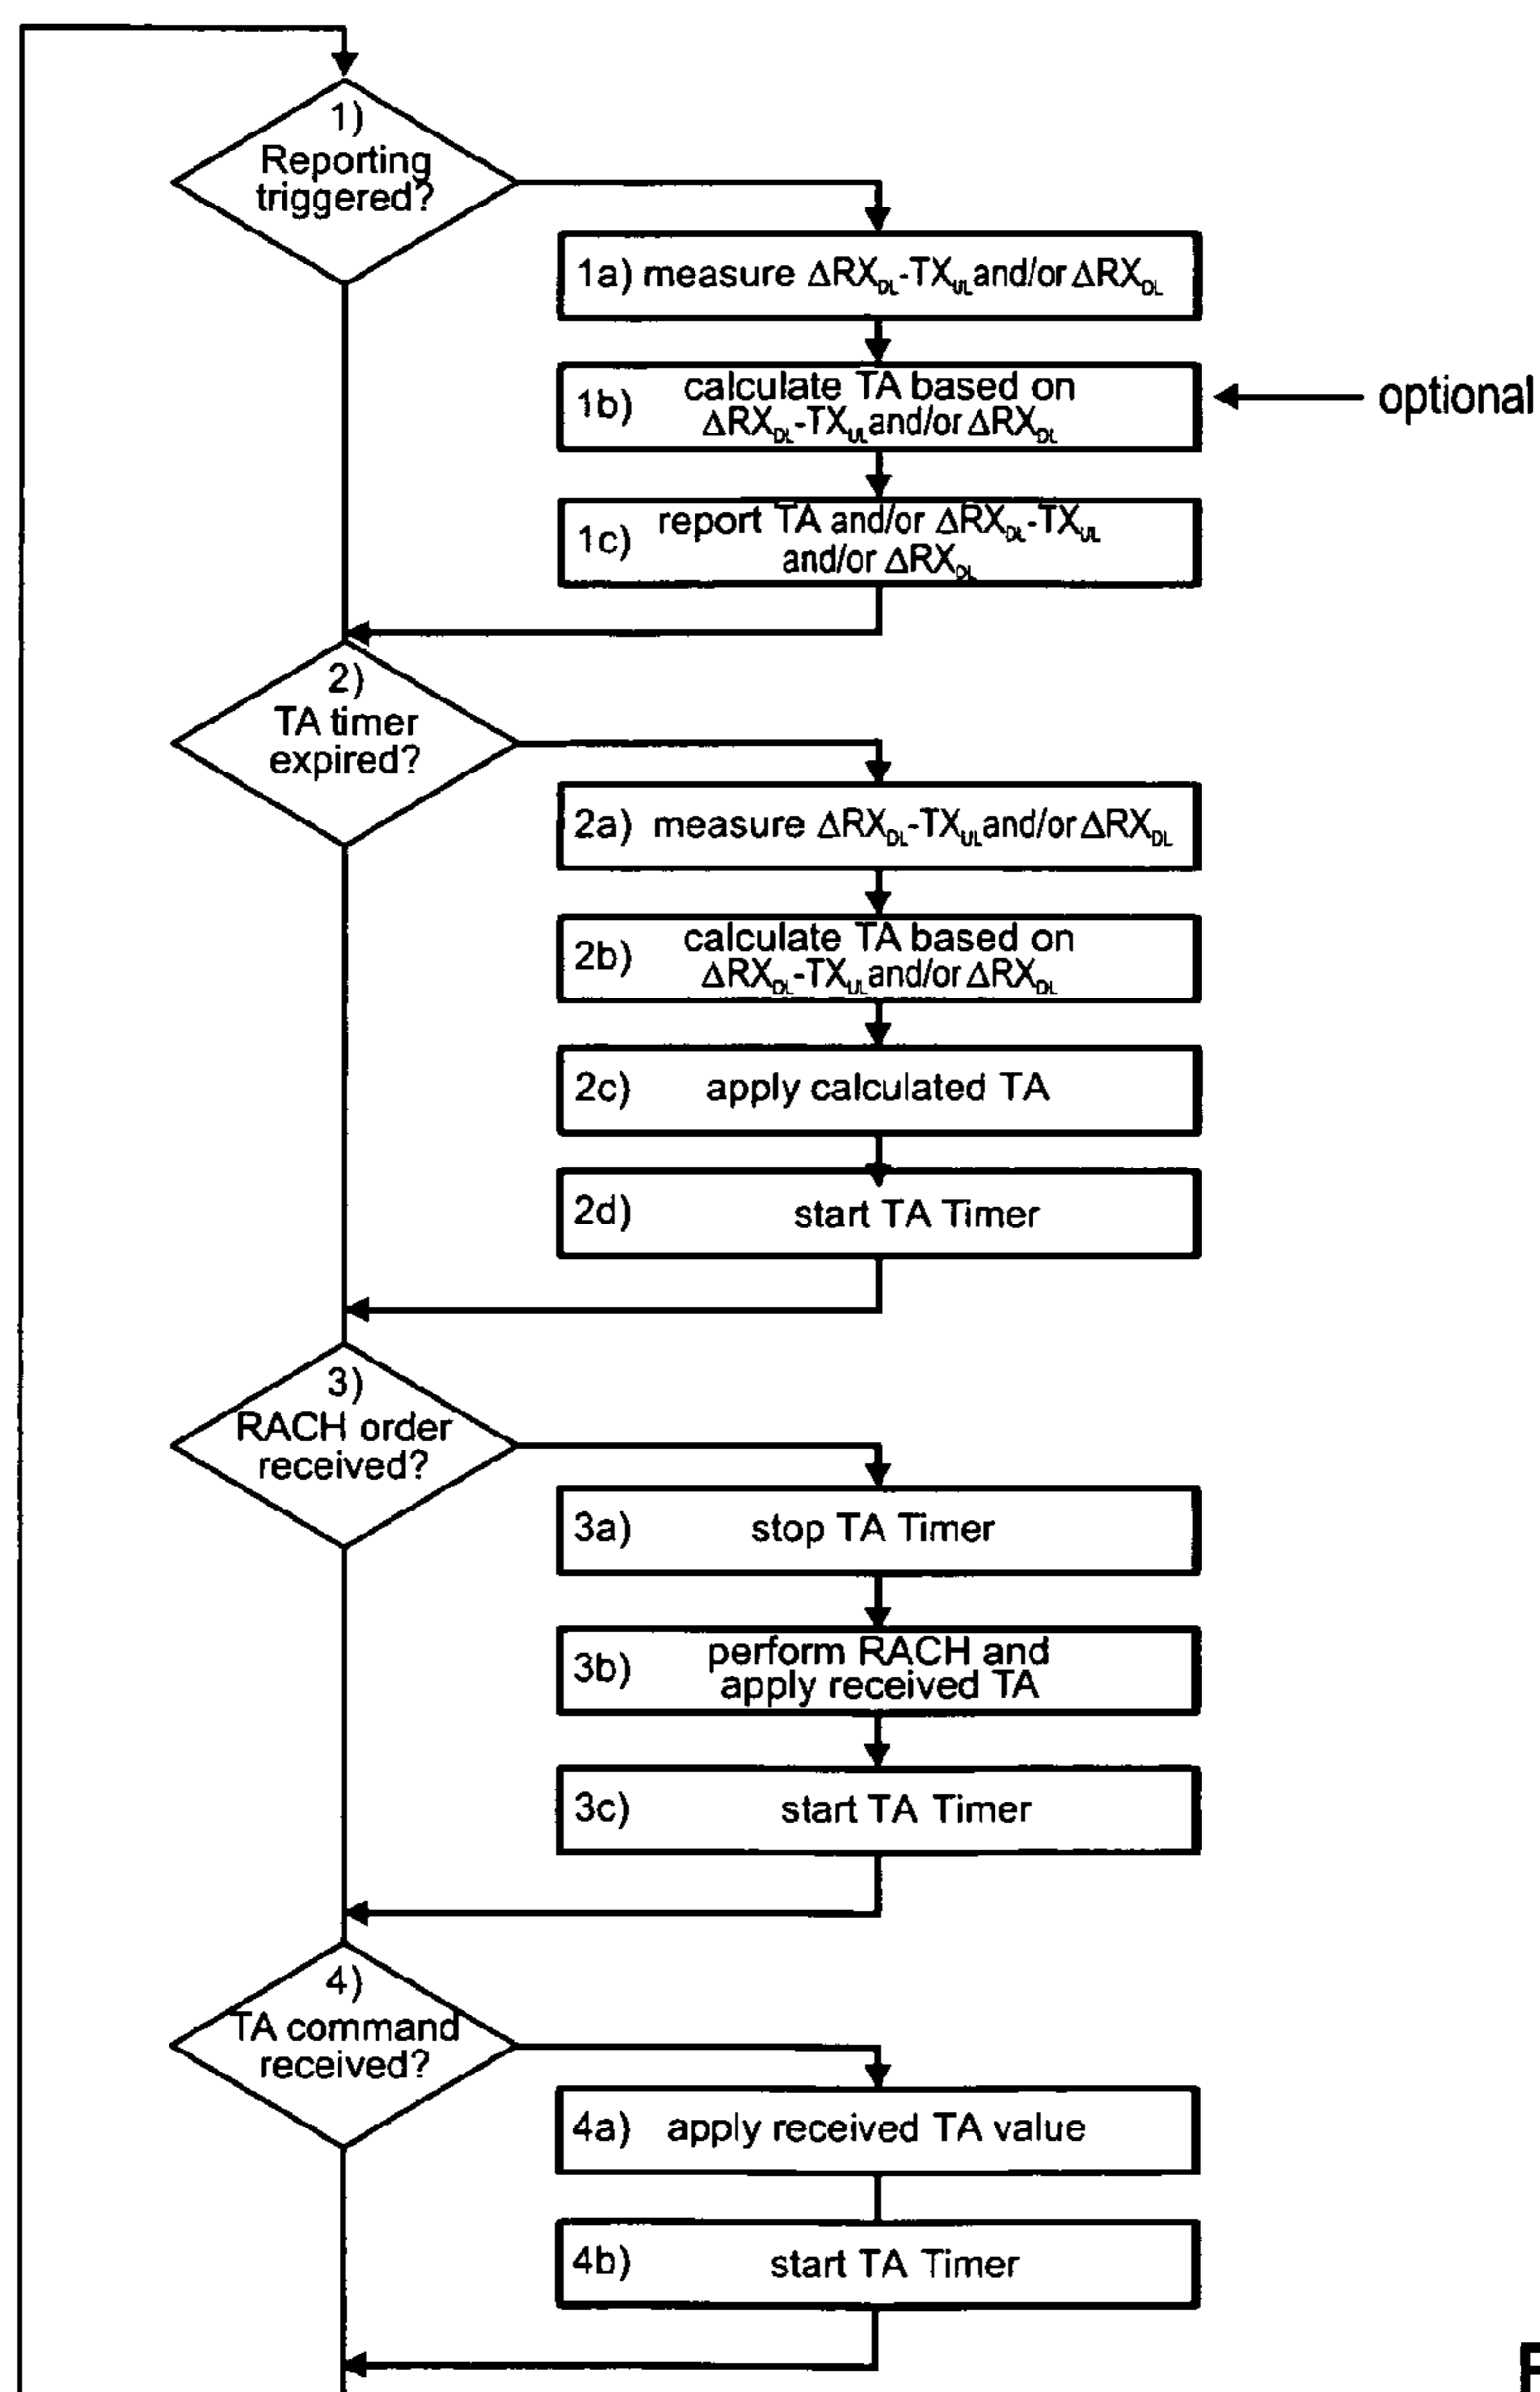 1)
Reporting
triggered?
1a) measure ΔRX_DL-TX_UL and/or ΔRX_DL
1b) calculate TA based on
ΔRX_DL-TX_UL and/or ΔRX_DL
optional
1c) report TA and/or ΔRX_DL-TX_UL
and/or ΔRX_DL
2)
TA timer
expired?
2a) measure ΔRX_DL-TX_UL and/or ΔRX_DL
2b) calculate TA based on
ΔRX_DL-TX_UL and/or ΔRX_DL
2c) apply calculated TA
2d) start TA Timer
3)
RACH order
received?
3a) stop TA Timer
3b) perform RACH and
apply received TA
3c) start TA Timer
4)
TA command
received?
4a) apply received TA value
4b) start TA Timer